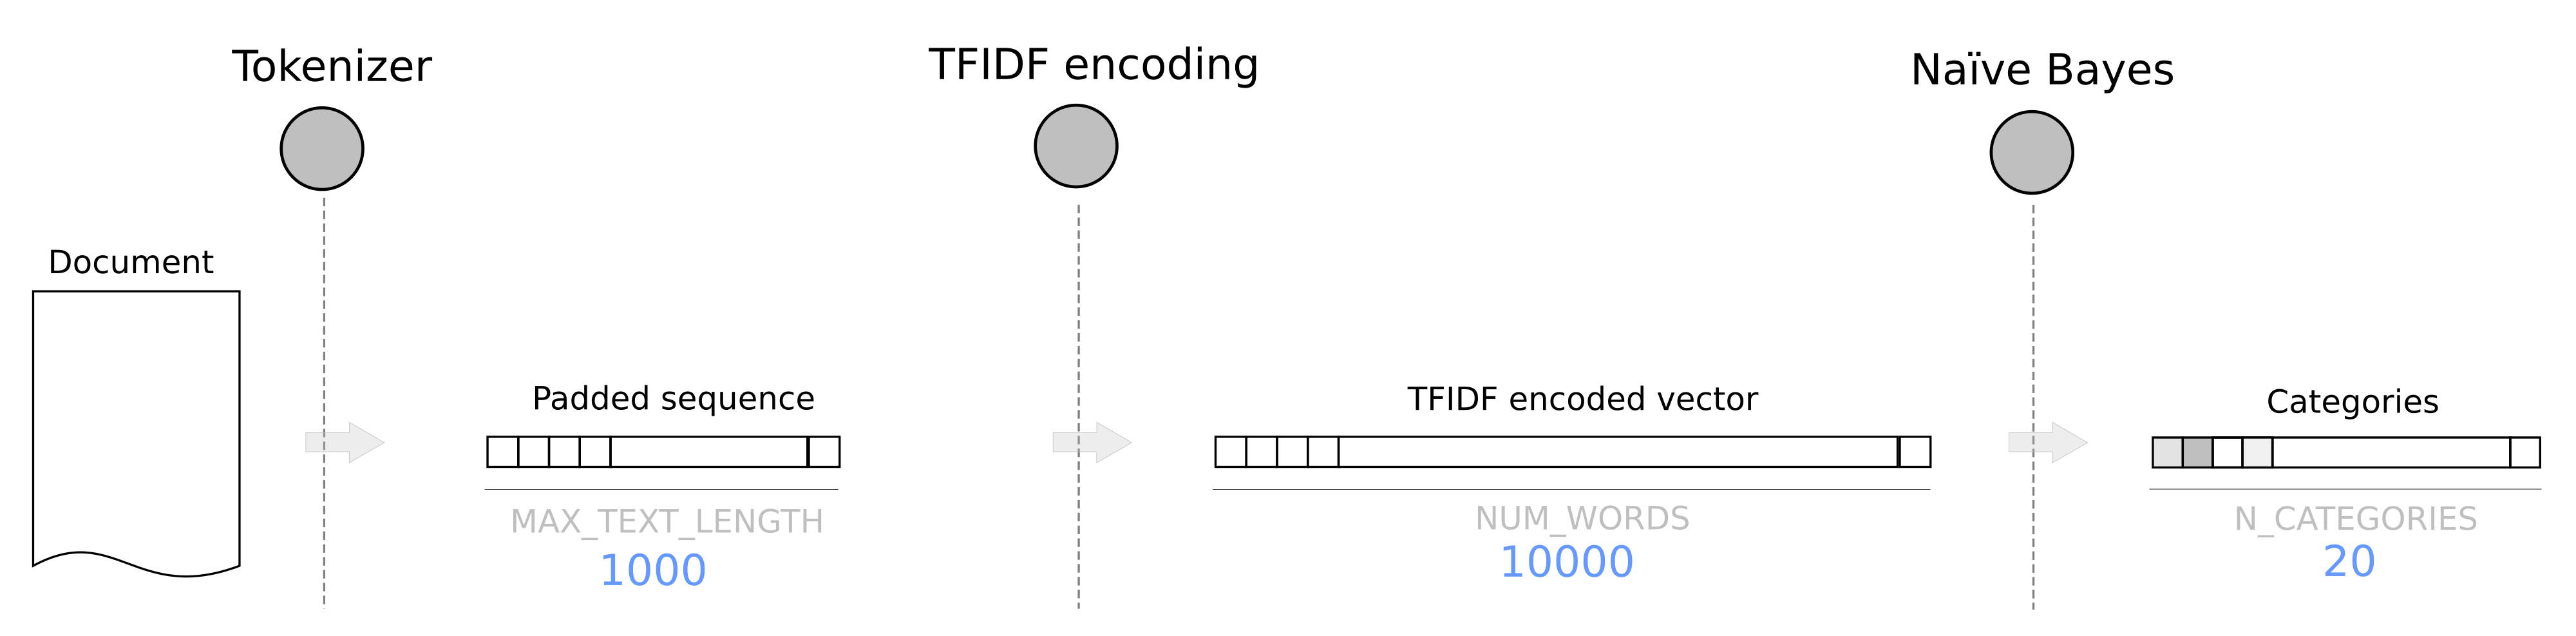 Tokenizer
TFIDF encoding
Naïve Bayes
Document
Padded sequence
TFIDF encoded vector
Categories
MAX_TEXT_LENGTH
NUM_WORDS
N_CATEGORIES
1000
10000
20